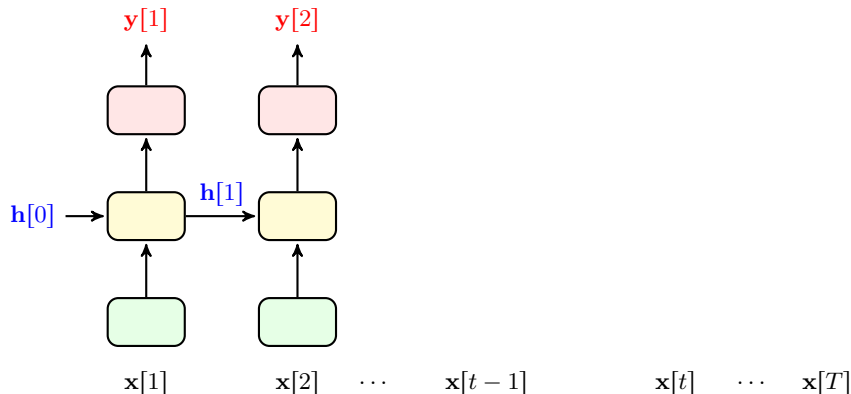 y[1] y[2]
h[1]
h[0]
x[1] x[2] ⋯ x[t − 1] x[t] ⋯ x[T]